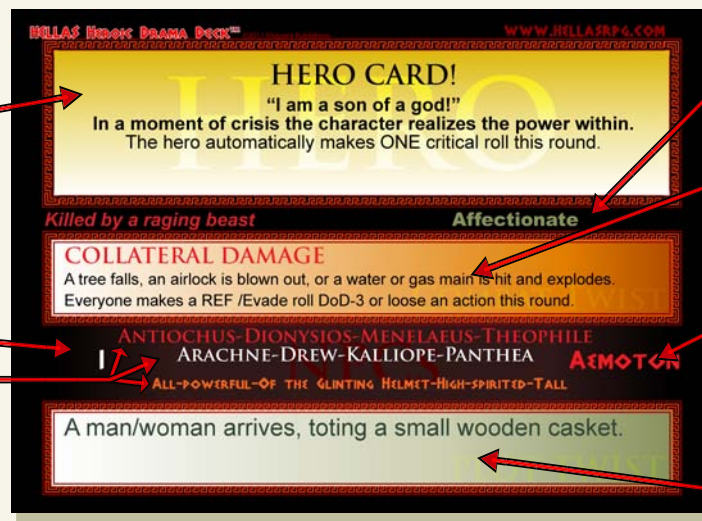 HELLAS HEROIC DRAMA DECK™
WWW.HELLASRPG.COM
HERO
HERO CARD!
“I am a son of a god!”
In a moment of crisis the character realizes the power within.
The hero automatically makes ONE critical roll this round.
Killed by a raging beast
Affectionate
COLLATERAL DAMAGE
A tree falls, an airlock is blown out, or a water or gas main is hit and explodes.
Everyone makes a REF /Evade roll DoD-3 or loose an action this round.
TWIST
ANTIOCHUS-DIONYSIOS-MENELAEUS-THEOPHILE
I
ARACHNE-DREW-KALLIOPE-PANTHEA
AEMOTON
NPCS
ALL-POWERFUL-OF THE GLINTING HELMET-HIGH-SPIRITED-TALL
A man/woman arrives, toting a small wooden casket.
TWIST